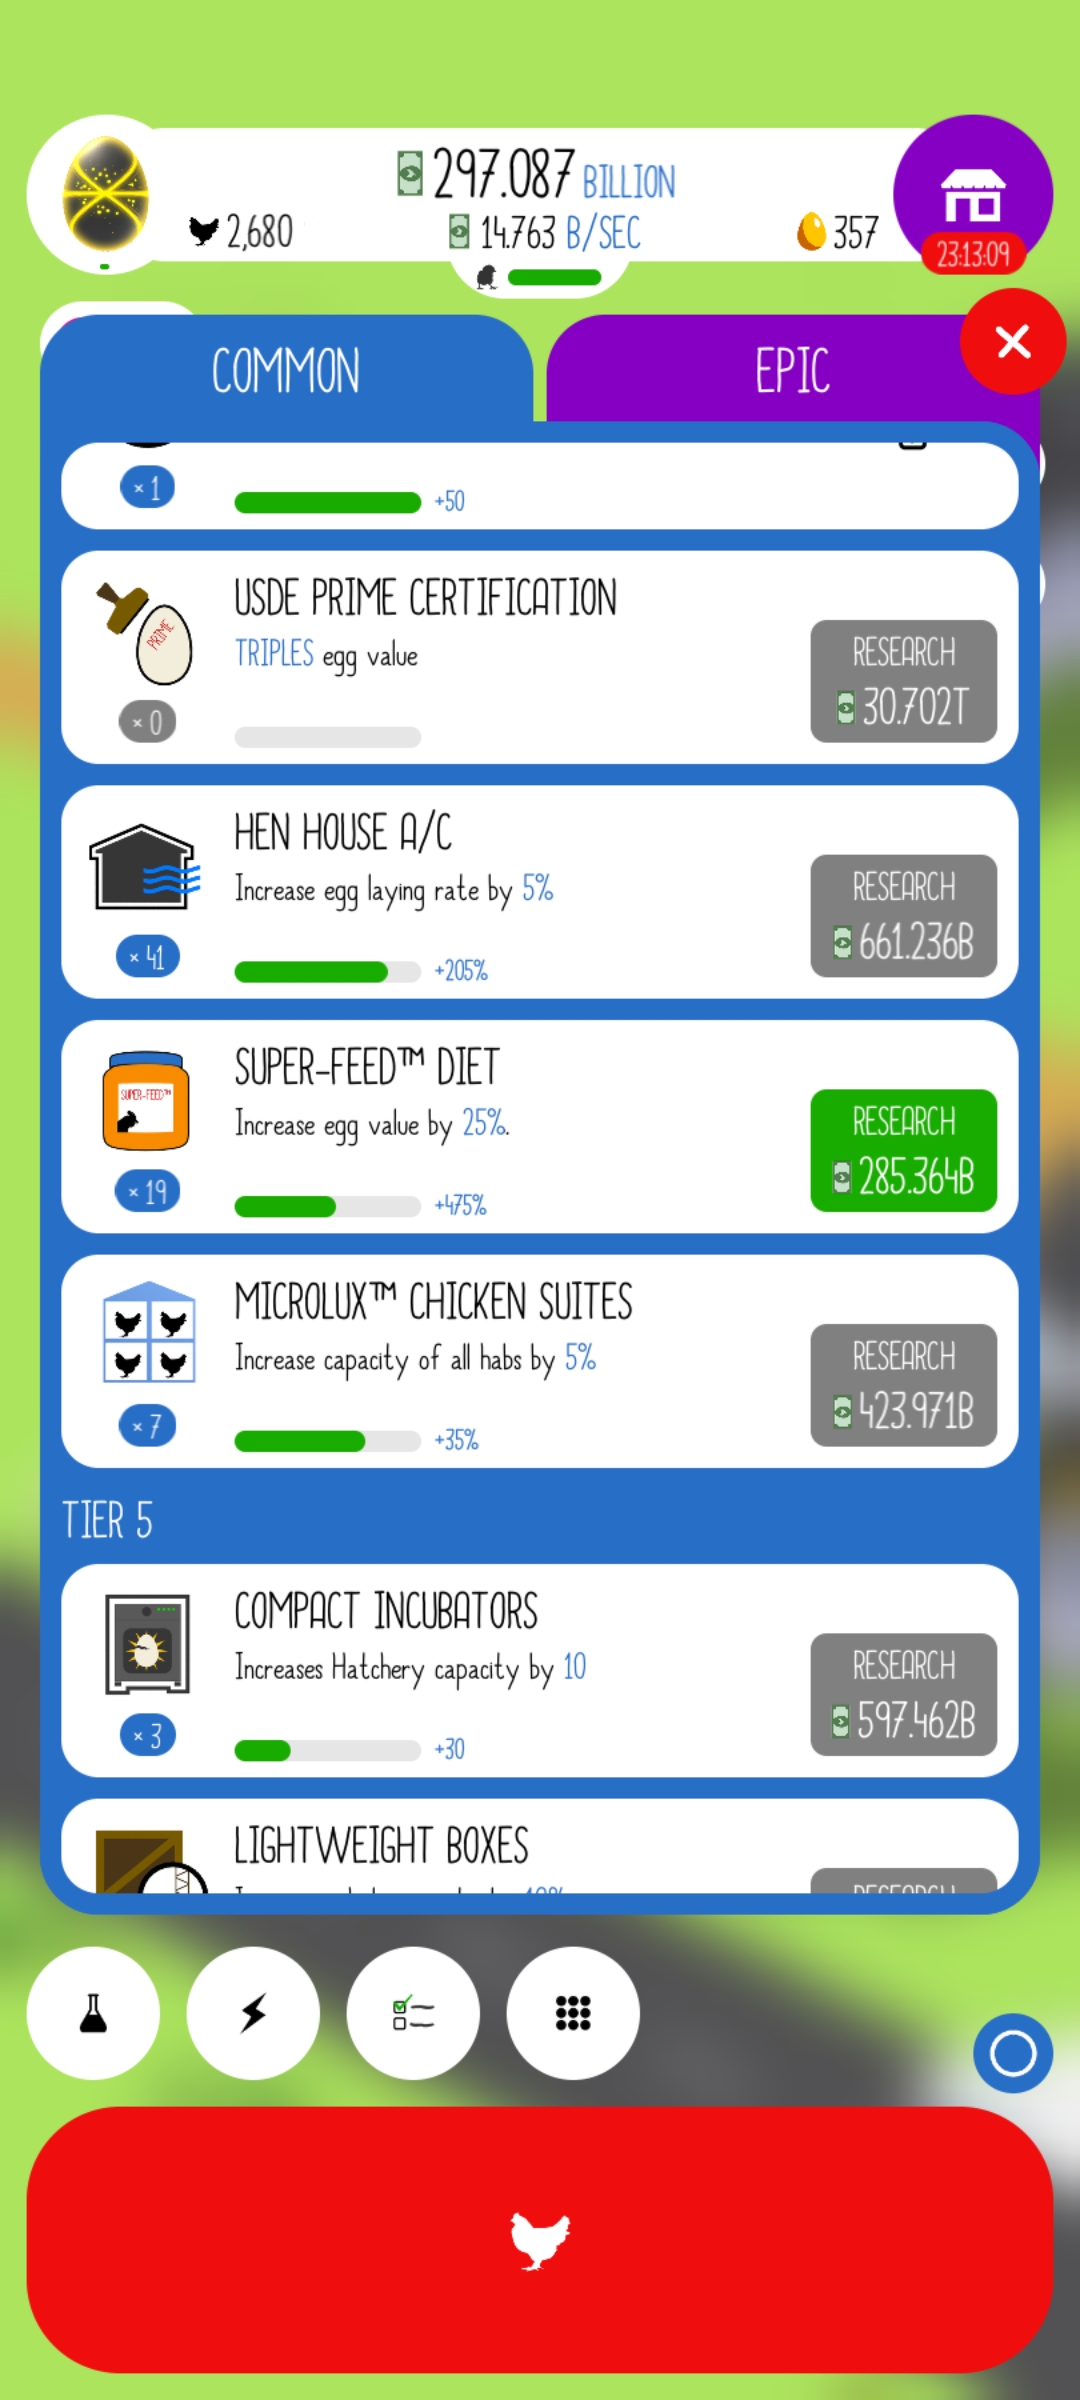 297.087 BILLION
2,680
14.763 B/SEC
357
23:13:09
COMMON
EPIC
× 1
+50
USDE PRIME CERTIFICATION
TRIPLES egg value
PRIME
× 0
RESEARCH
30.702T
HEN HOUSE A/C
Increase egg laying rate by 5%
× 41
+205%
RESEARCH
661.236B
SUPER-FEED™ DIET
Increase egg value by 25%.
SUPER-FEED™
× 19
+475%
RESEARCH
285.364B
MICROLUX™ CHICKEN SUITES
Increase capacity of all habs by 5%
× 7
+35%
RESEARCH
423.971B
TIER 5
COMPACT INCUBATORS
Increases Hatchery capacity by 10
× 3
+30
RESEARCH
597.462B
LIGHTWEIGHT BOXES
RESEARCH